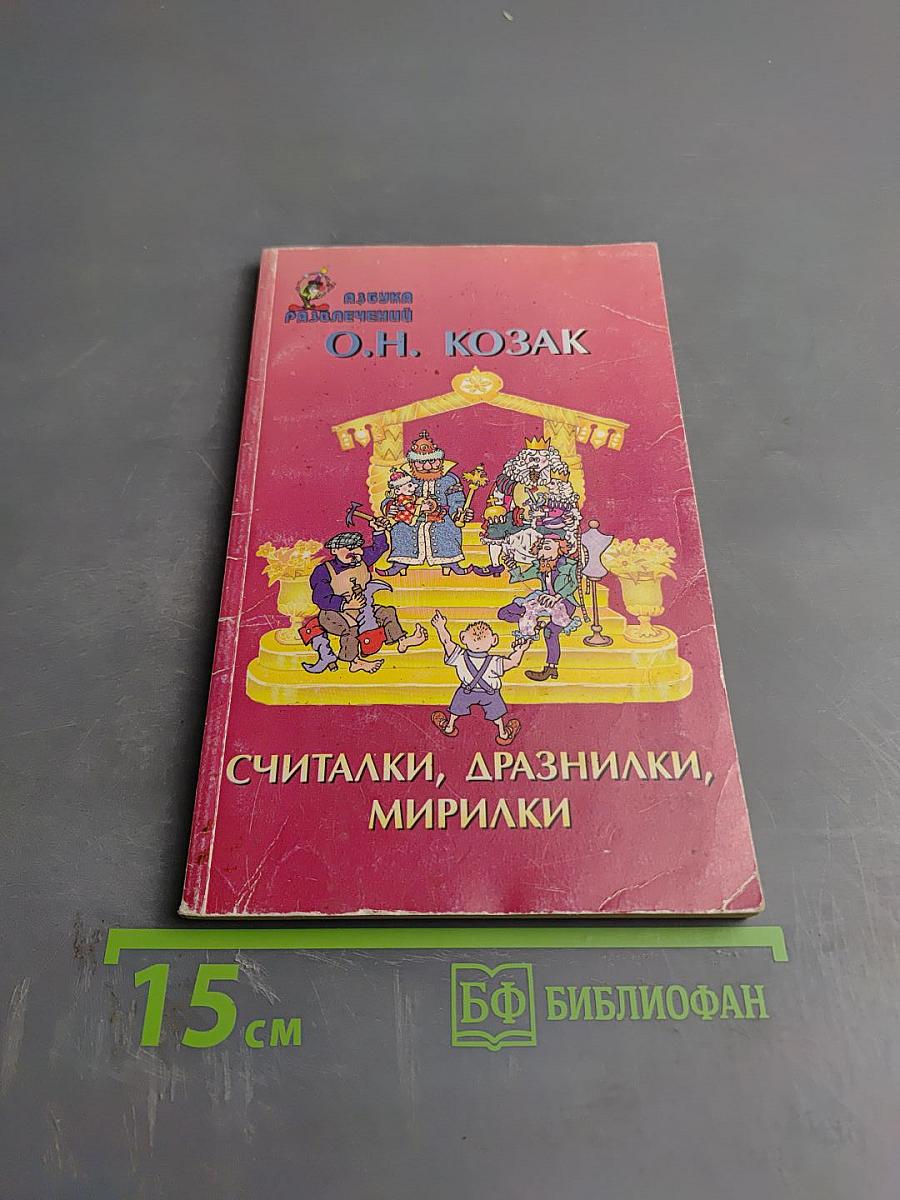 АЗБУКА
РАЗВЛЕЧЕНИЙ
О.Н. КОЗАК
СЧИТАЛКИ, ДРАЗНИЛКИ,
МИРИЛКИ
15 см
БФ БИБЛИОФАН